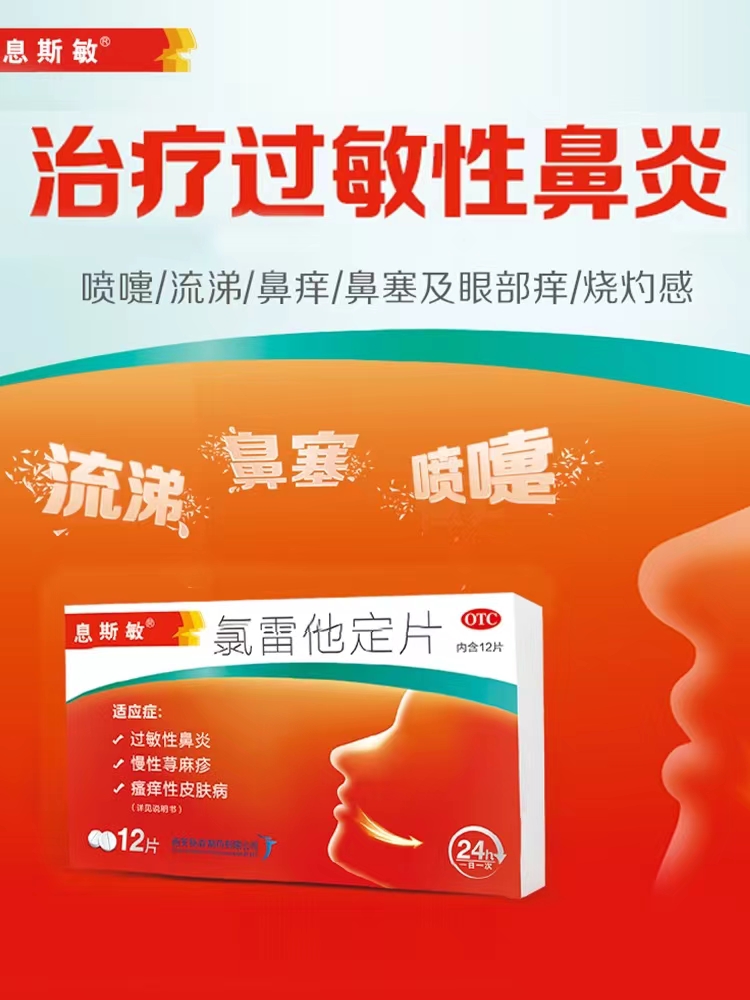 息斯敏®
治疗过敏性鼻炎
喷嚏/流涕/鼻痒/鼻塞及眼部痒/烧灼感
流涕
鼻塞
喷嚏
息斯敏®
氯雷他定片
OTC
内含12片
适应症:
✓ 过敏性鼻炎
✓ 慢性荨麻疹
✓ 瘙痒性皮肤病
(详见说明书)
12片
24h
一日一次